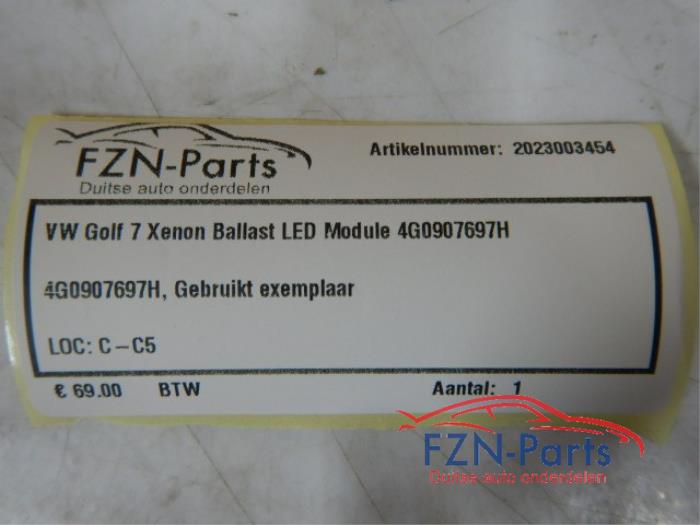 FZN-Parts
Duitse auto onderdelen
Artikelnummer: 2023003454
VW Golf 7 Xenon Ballast LED Module 4G0907697H
4G0907697H, Gebruikt exemplaar
LOC: C-C5
€ 69.00 BTW Aantal: 1
FZN-Parts
Duitse auto onderdelen